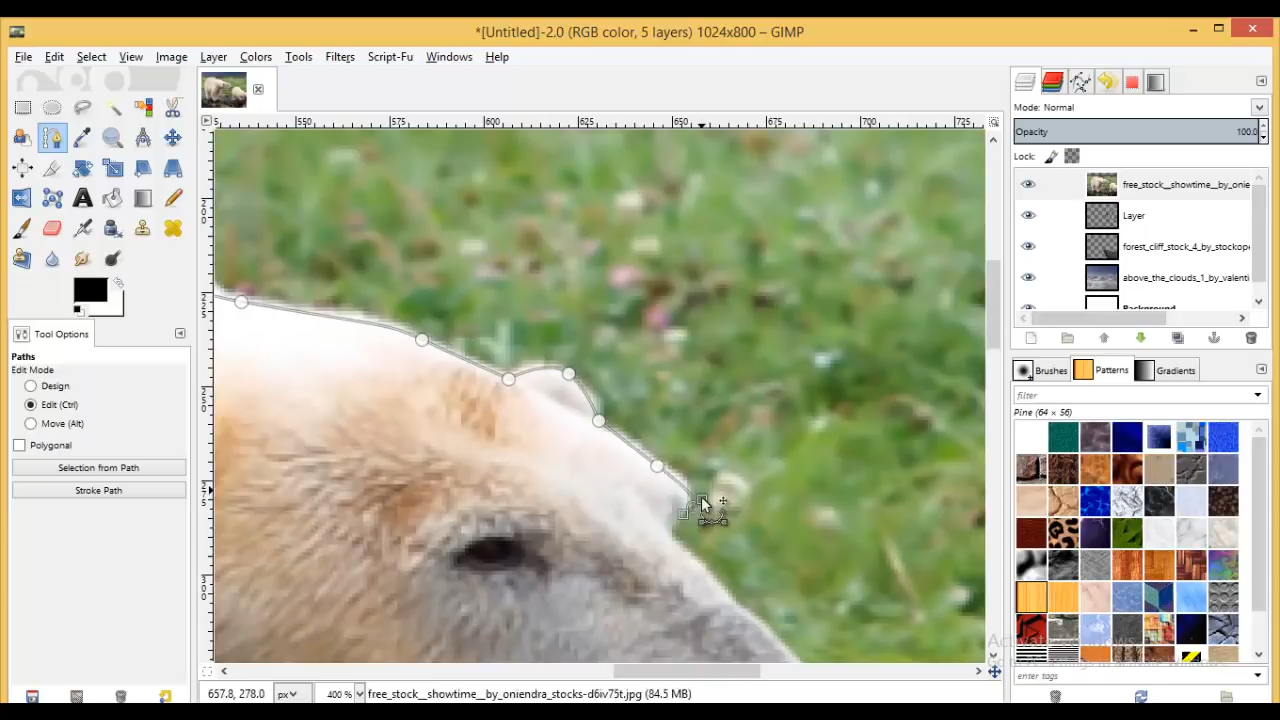 *[Untitled]-2.0 (RGB color, 5 layers) 1024x800 – GIMP
File Edit Select View Image Layer Colors Tools Filters Script-Fu Windows Help
550 575 600 625 650 675 700 725
Mode: Normal
Opacity 100.0
Lock:
free_stock__showtime__by_onie
Layer
forest_cliff_stock_4_by_stockop
above_the_clouds_1_by_valenti
Background
Tool Options
Paths
Edit Mode
Design
Edit (Ctrl)
Move (Alt)
Polygonal
Selection from Path
Stroke Path
Brushes Patterns Gradients
filter
Pine (64 × 56)
enter tags
657.8, 278.0 px 400 % free_stock__showtime__by_oniendra_stocks-d6iv75t.jpg (84.5 MB)